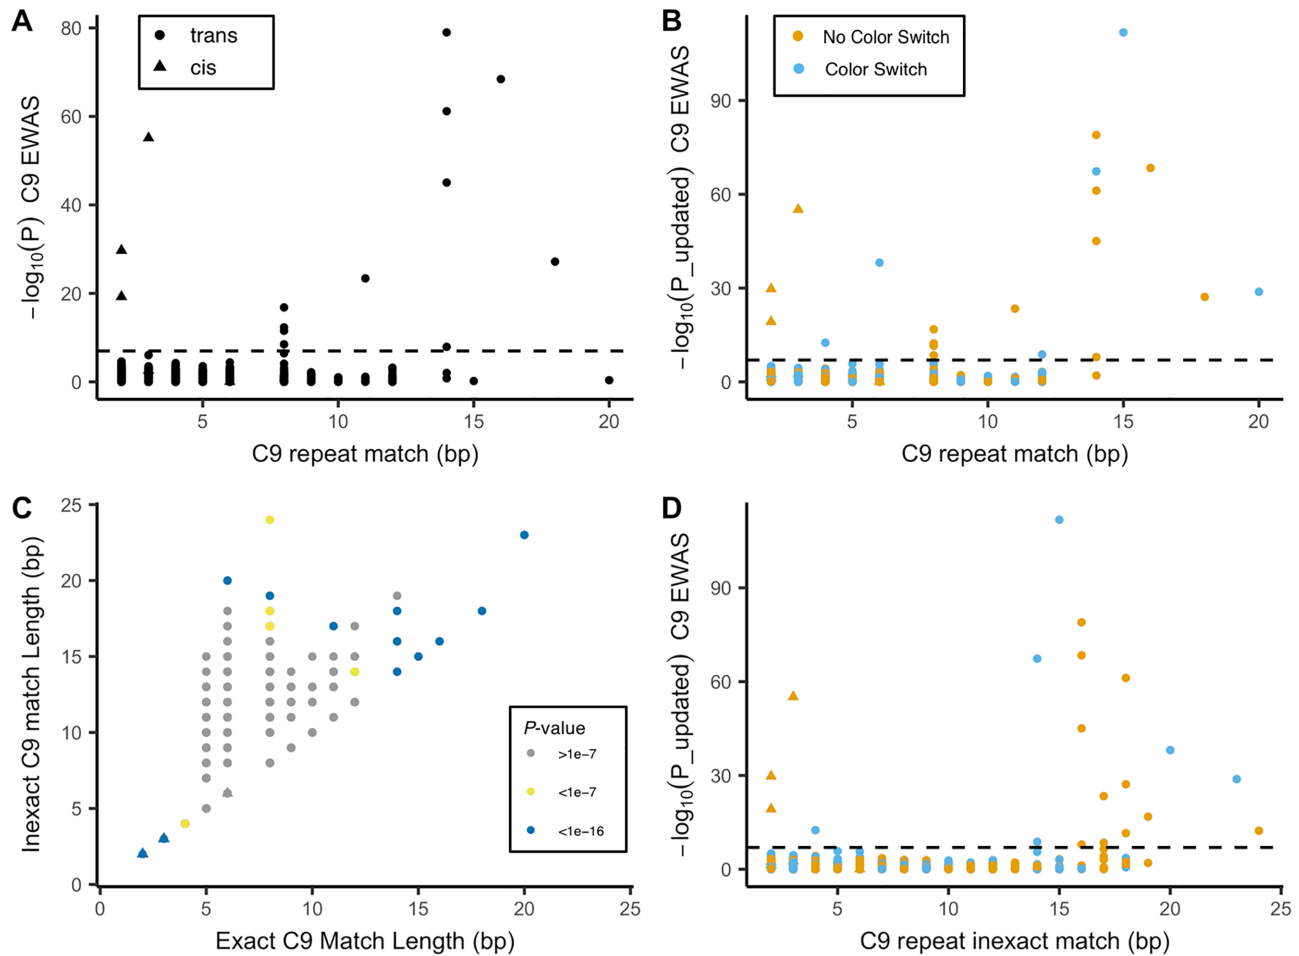 A
trans
cis
−log10(P) C9 EWAS
80
60
40
20
0
5 10 15 20
C9 repeat match (bp)
B
No Color Switch
Color Switch
−log10(P_updated) C9 EWAS
90
60
30
0
5 10 15 20
C9 repeat match (bp)
C
Inexact C9 match Length (bp)
25
20
15
10
5
0
P-value
>1e−7
<1e−7
<1e−16
0 5 10 15 20 25
Exact C9 Match Length (bp)
D
−log10(P_updated) C9 EWAS
90
60
30
0
5 10 15 20 25
C9 repeat inexact match (bp)